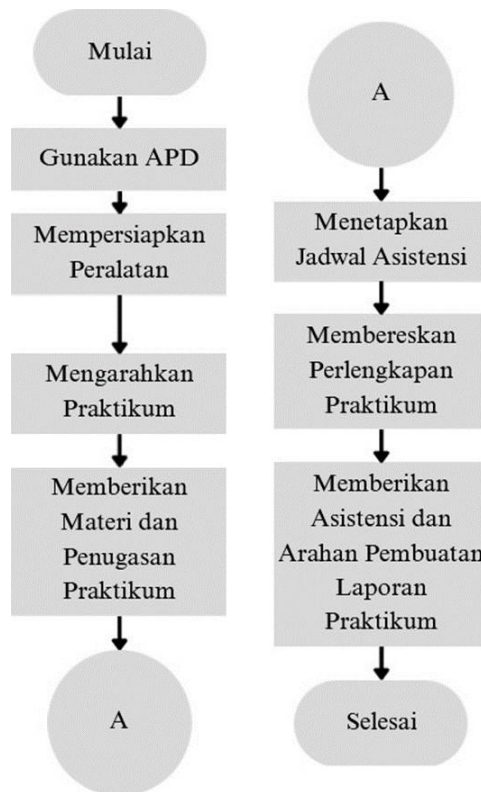 Mulai
Gunakan APD
Mempersiapkan
Peralatan
Mengarahkan
Praktikum
Memberikan
Materi dan
Penugasan
Praktikum
A
A
Menetapkan
Jadwal Asistensi
Membereskan
Perlengkapan
Praktikum
Memberikan
Asistensi dan
Arahan Pembuatan
Laporan
Praktikum
Selesai